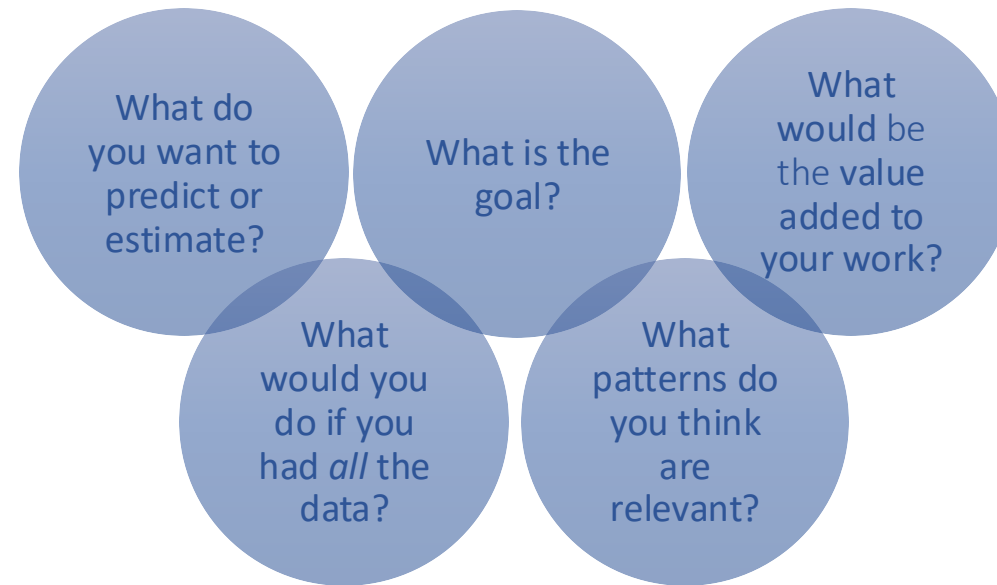 What do
you want to
predict or
estimate?
What is the
goal?
What
would be
the value
added to
your work?
What
would you
do if you
had all the
data?
What
patterns do
you think
are
relevant?